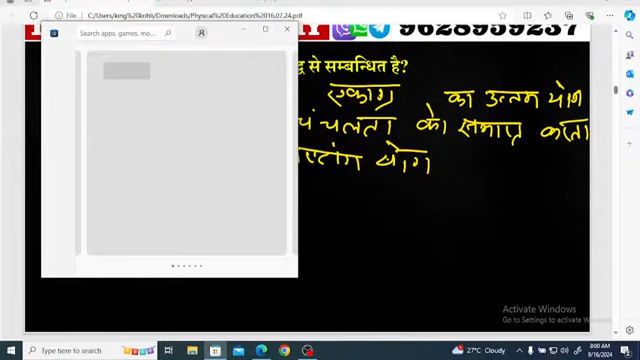 C:/Users/king%20kohli/Downloads/Physcal%20Education%2016.07.24.pdf
9628959237
Search apps, games, mo...
से सम्बन्धित है?
एकाग्र का उत्तम योग
चंचलता को समाप्त करता
योग
Activate Windows
Go to Settings to activate Windows
Type here to search
27°C Cloudy
8:00 AM
9/16/2024